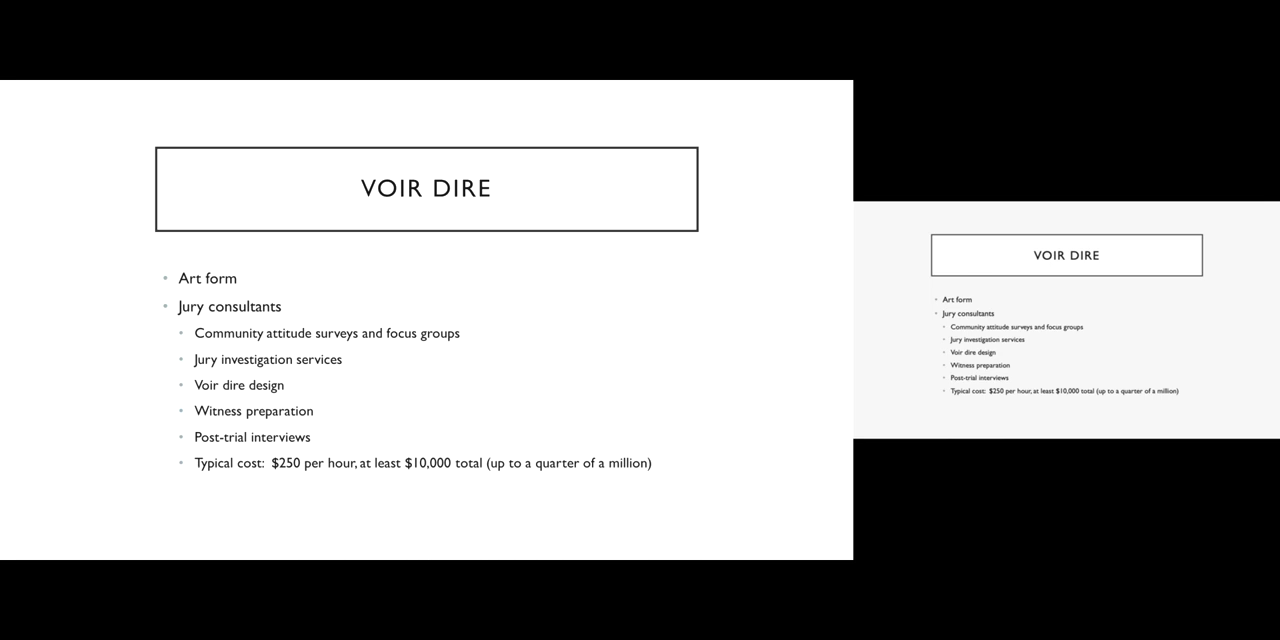 VOIR DIRE
• Art form
• Jury consultants
• Community attitude surveys and focus groups
• Jury investigation services
• Voir dire design
• Witness preparation
• Post-trial interviews
• Typical cost:  $250 per hour, at least $10,000 total (up to a quarter of a million)
VOIR DIRE
• Art form
• Jury consultants
• Community attitude surveys and focus groups
• Jury investigation services
• Voir dire design
• Witness preparation
• Post-trial interviews
• Typical cost:  $250 per hour, at least $10,000 total (up to a quarter of a million)